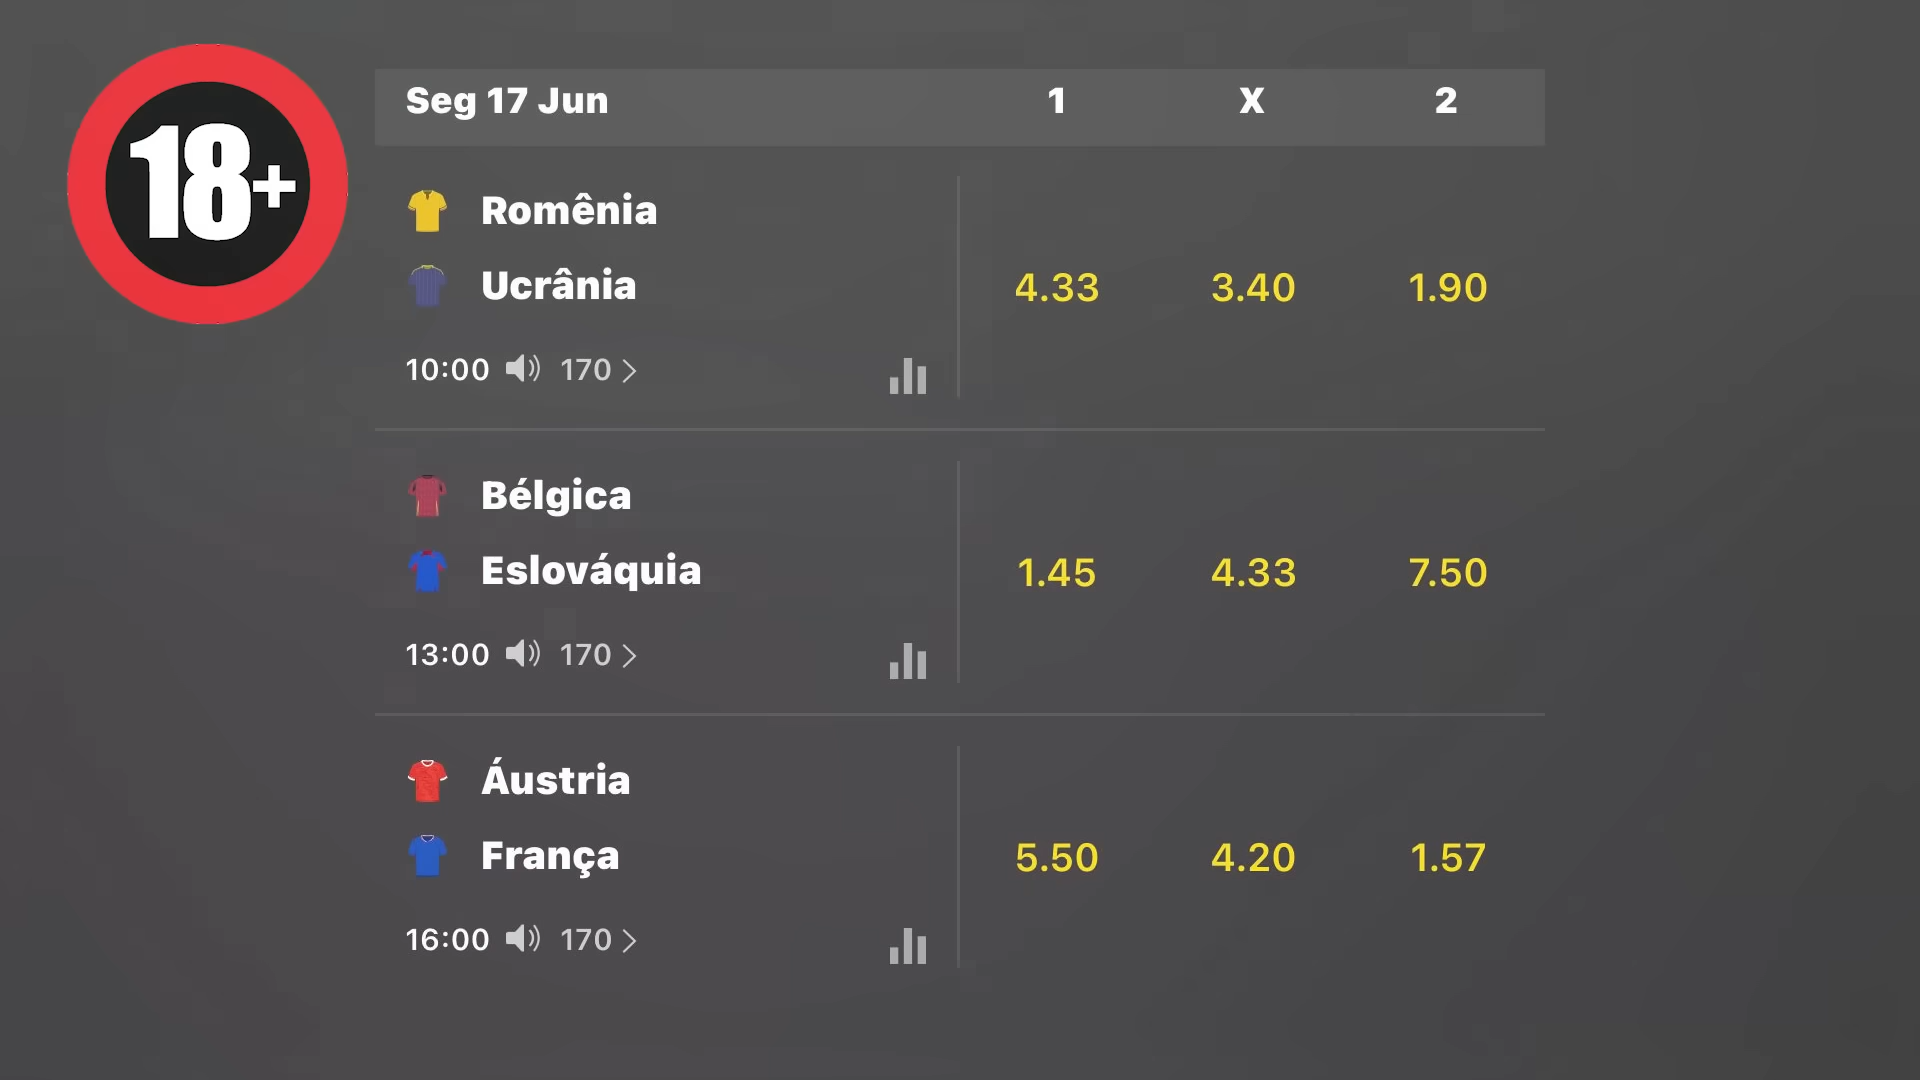 18+
Seg 17 Jun 1 X 2
Romênia
Ucrânia
4.33 3.40 1.90
10:00 170 >
Bélgica
Eslováquia
1.45 4.33 7.50
13:00 170 >
Áustria
França
5.50 4.20 1.57
16:00 170 >